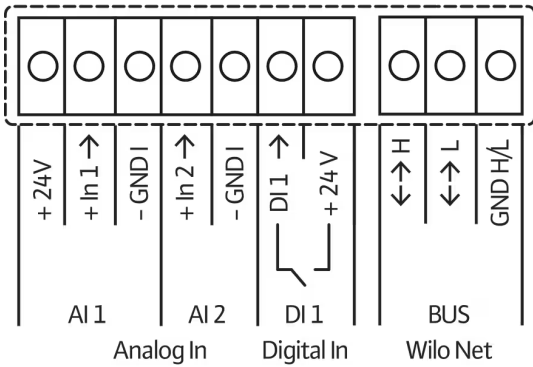 + 24V
+ In 1 →
– GND I
+ In 2 →
– GND I
DI 1 →
+ 24 V
↔ H
↔ L
GND H/L
AI 1 AI 2 DI 1 BUS
Analog In Digital In Wilo Net